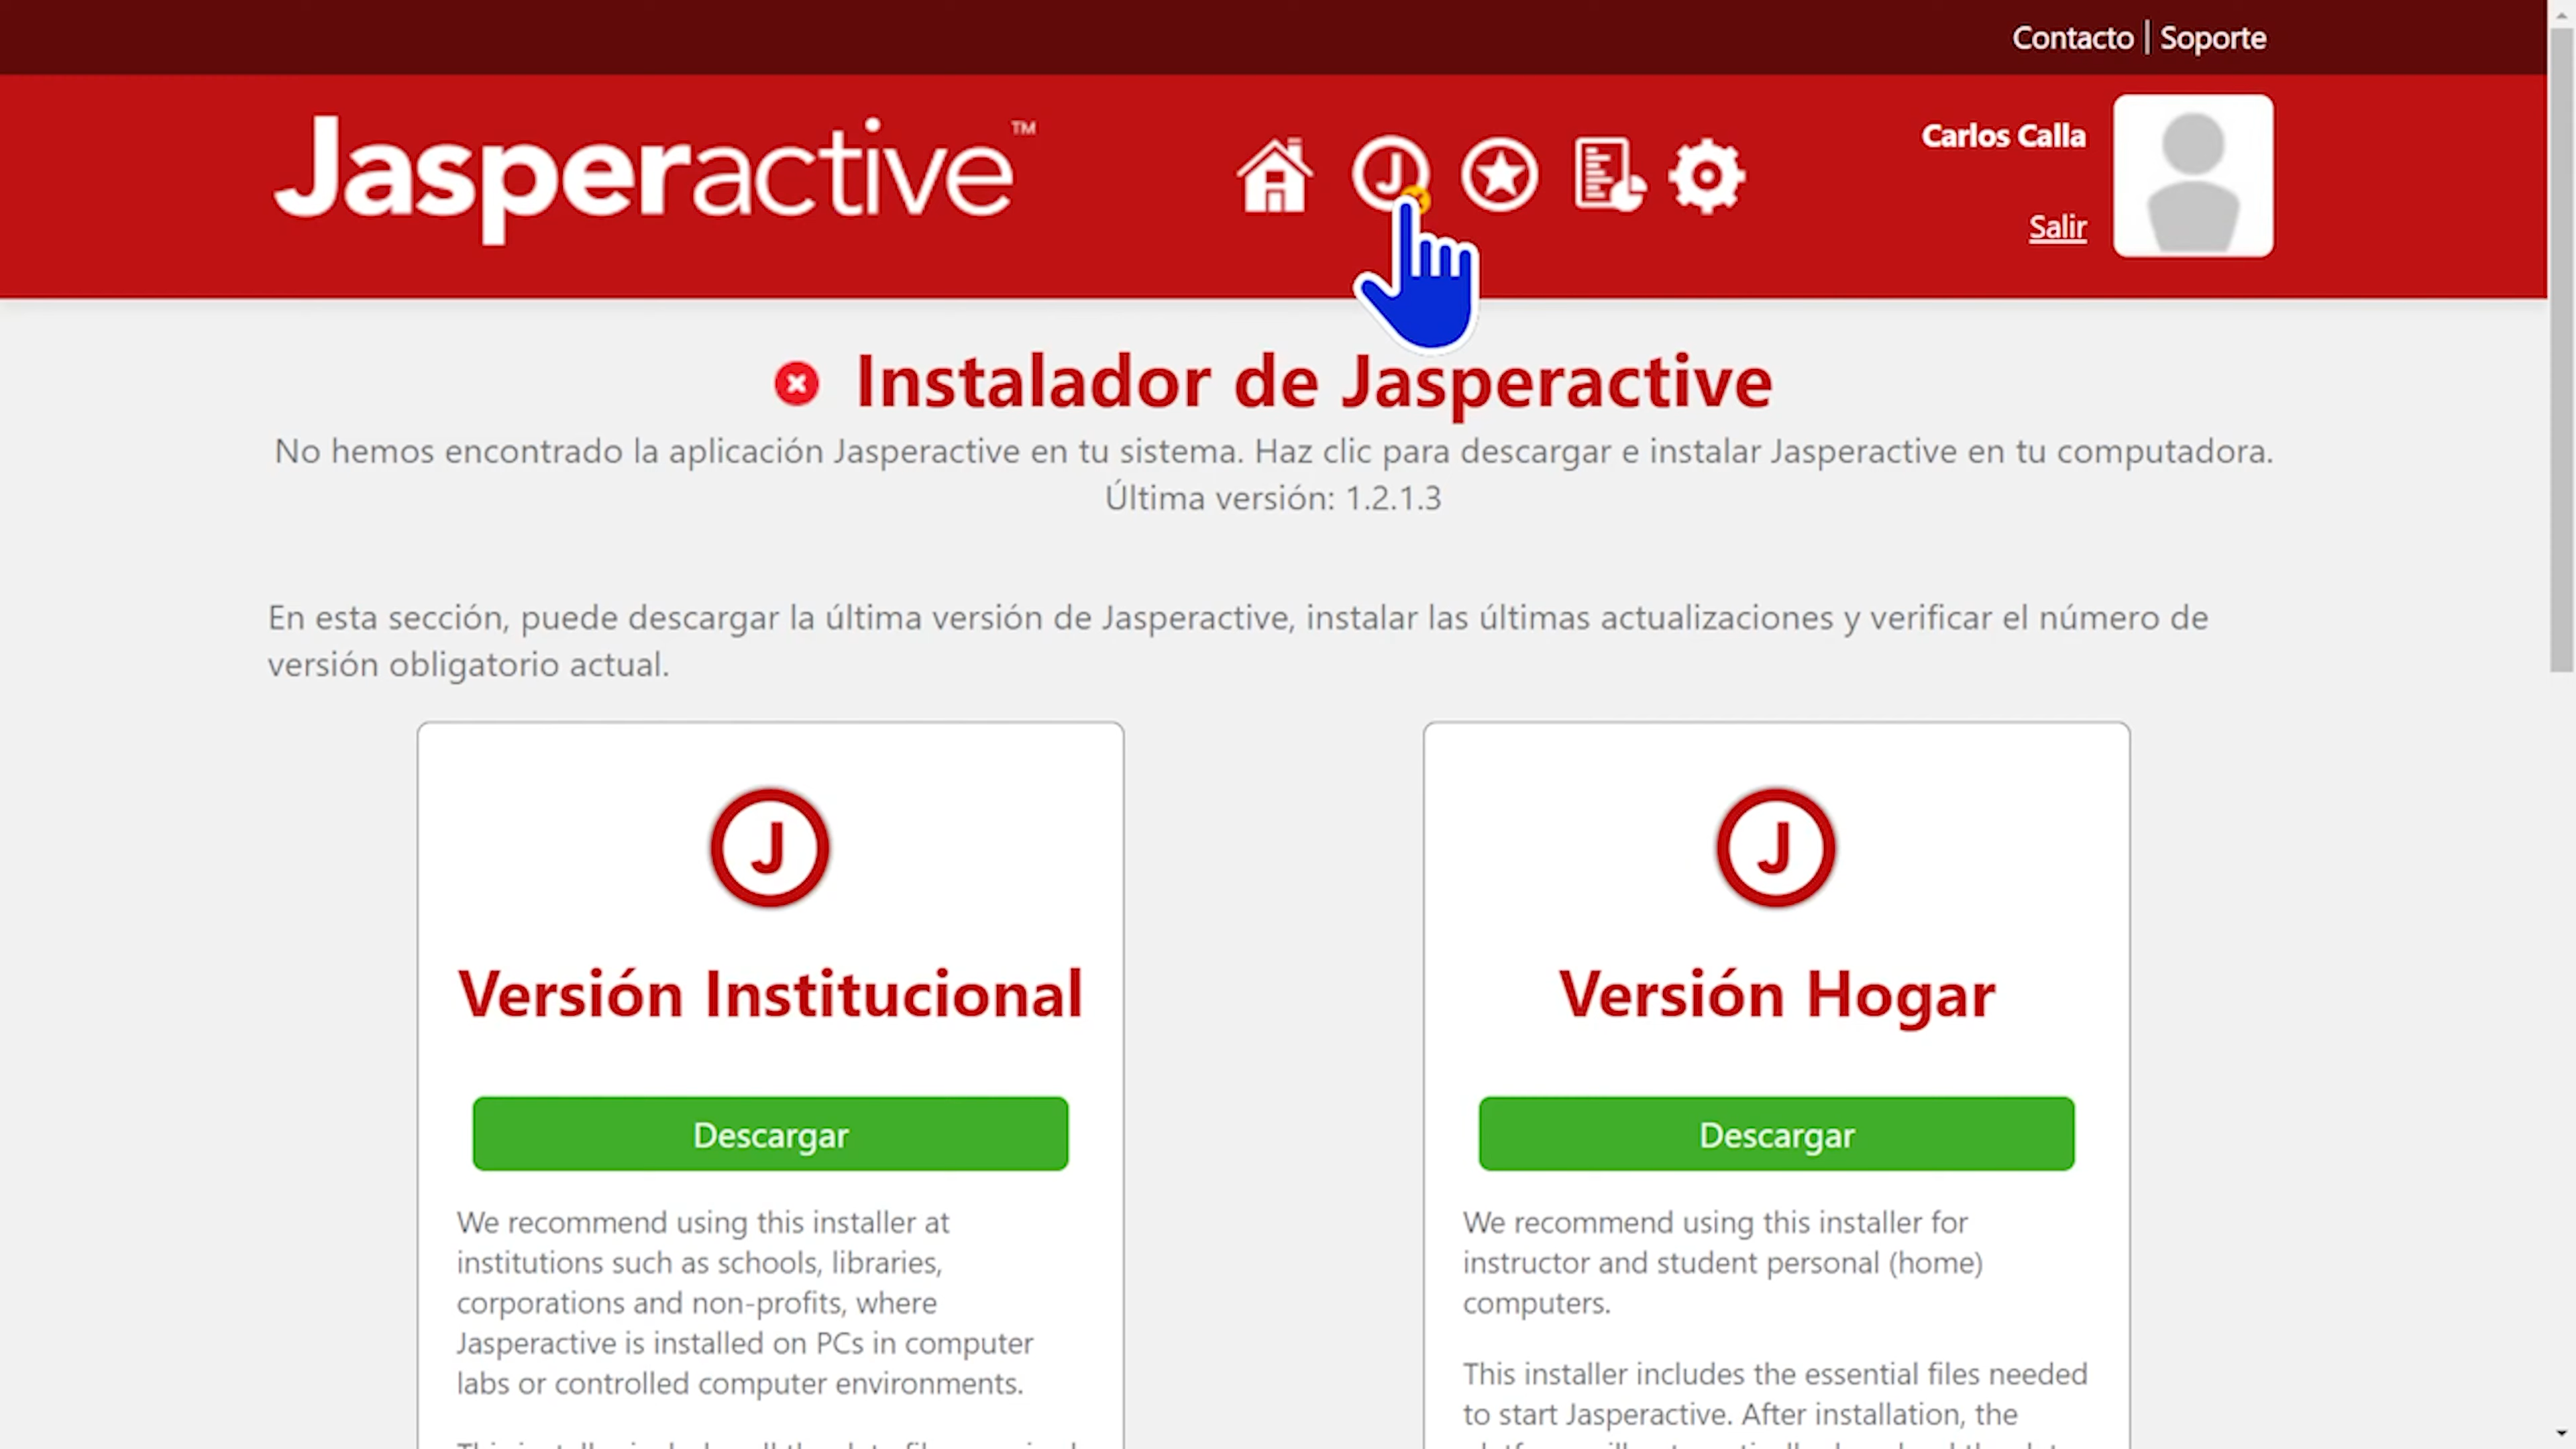 Contacto | Soporte
Jasperactive™
Carlos Calla
Salir
Instalador de Jasperactive
No hemos encontrado la aplicación Jasperactive en tu sistema. Haz clic para descargar e instalar Jasperactive en tu computadora.
Última versión: 1.2.1.3
En esta sección, puede descargar la última versión de Jasperactive, instalar las últimas actualizaciones y verificar el número de
versión obligatorio actual.
J
Versión Institucional
Descargar
We recommend using this installer at
institutions such as schools, libraries,
corporations and non-profits, where
Jasperactive is installed on PCs in computer
labs or controlled computer environments.
J
Versión Hogar
Descargar
We recommend using this installer for
instructor and student personal (home)
computers.
This installer includes the essential files needed
to start Jasperactive. After installation, the